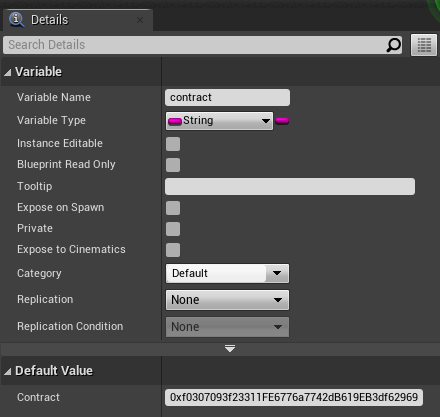 Details
Search Details
Variable
Variable Name contract
Variable Type String
Instance Editable
Blueprint Read Only
Tooltip
Expose on Spawn
Private
Expose to Cinematics
Category Default
Replication None
Replication Condition None
Default Value
Contract 0xf0307093f23311FE6776a7742dB619EB3df62969